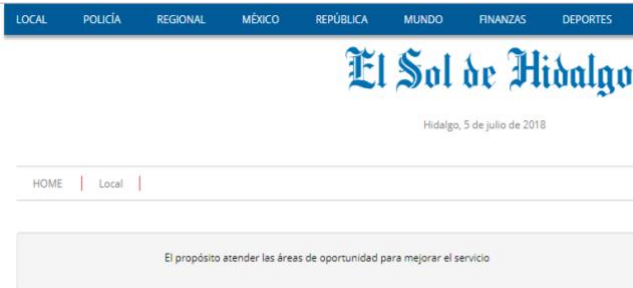 LOCAL POLICÍA REGIONAL MÉXICO REPÚBLICA MUNDO FINANZAS DEPORTES
El Sol de Hidalgo
Hidalgo, 5 de julio de 2018
HOME Local
El propósito atender las áreas de oportunidad para mejorar el servicio